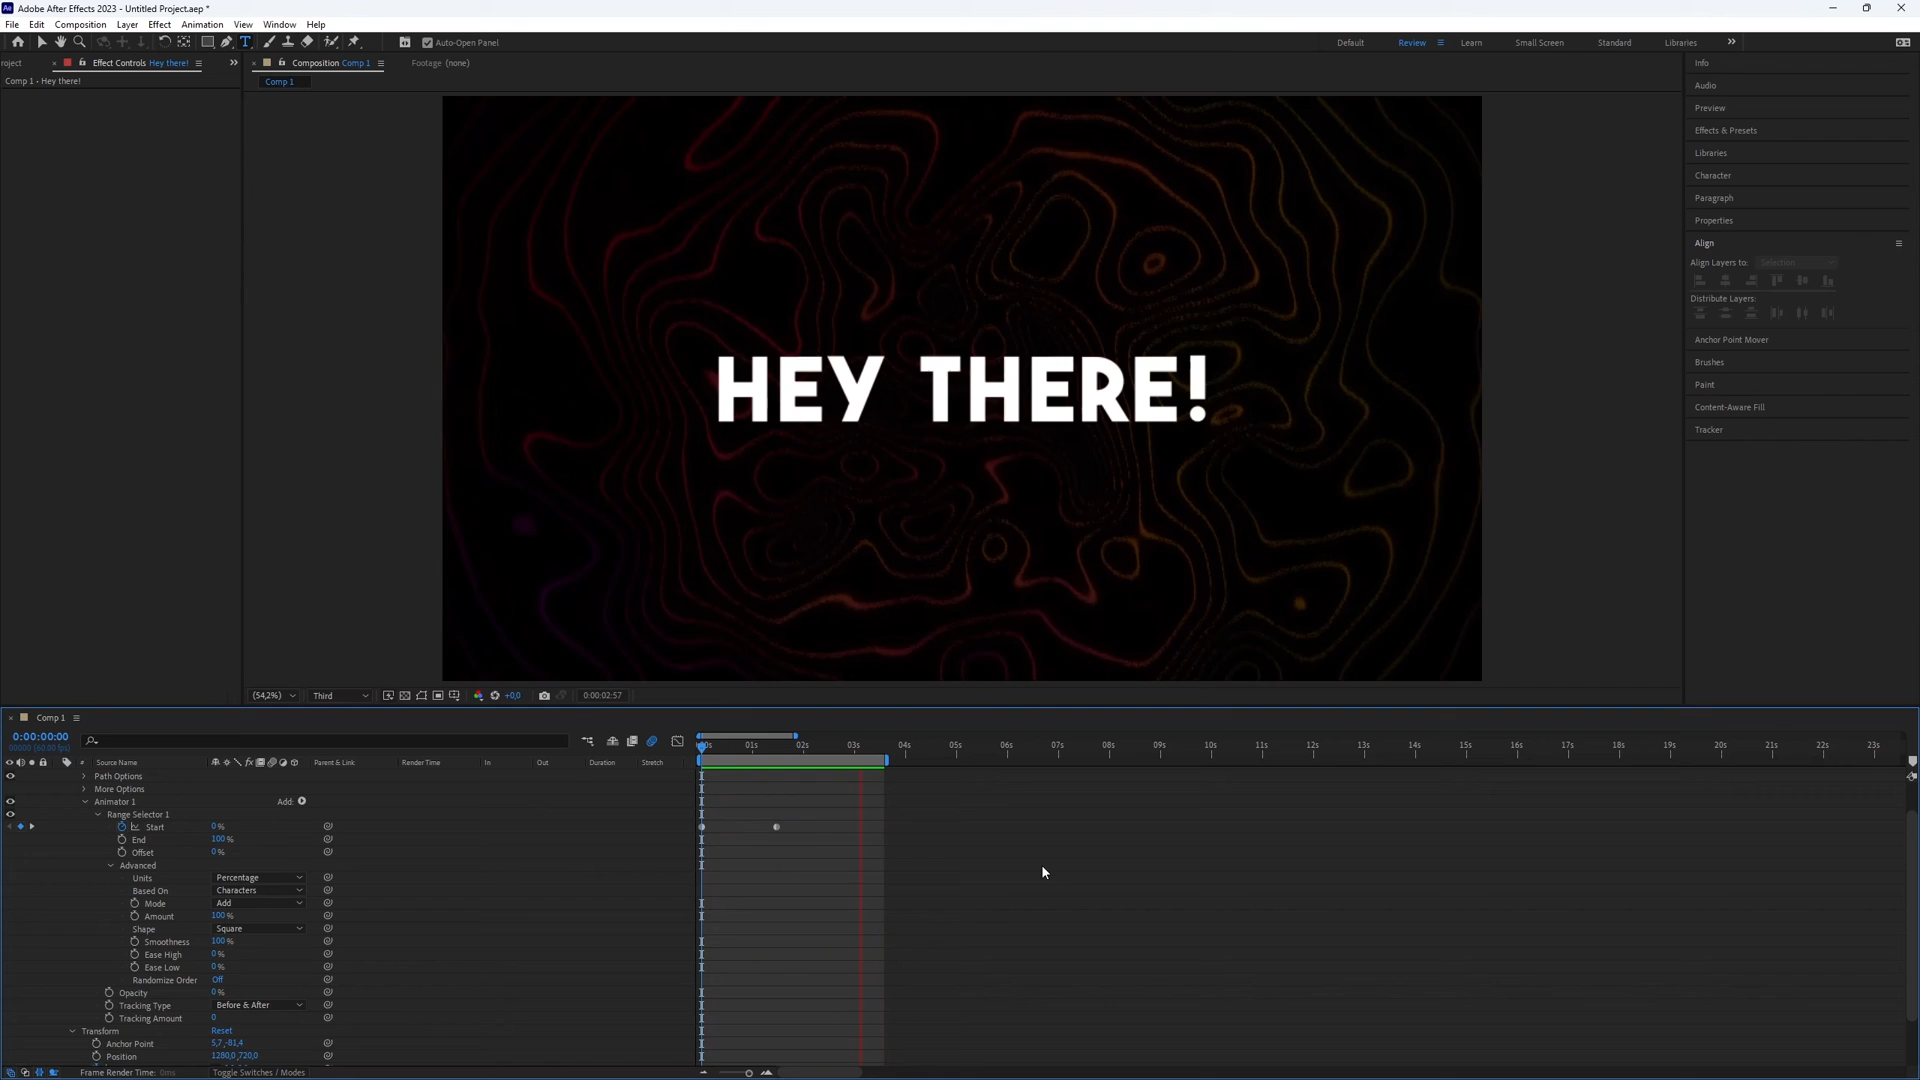 Adobe After Effects 2023 - Untitled Project.aep *
File Edit Composition Layer Effect Animation View Window Help
Auto-Open Panel
Default Review Learn Small Screen Standard Libraries
roject Effect Controls Hey there!
Composition Comp 1 Footage (none)
Comp 1 • Hey there!
Comp 1
HEY THERE!
Info
Audio
Preview
Effects & Presets
Libraries
Character
Paragraph
Properties
Align
Align Layers to: Selection
Distribute Layers:
Anchor Point Mover
Brushes
Paint
Content-Aware Fill
Tracker
(54,2%) Third +0,0 0:00:02:57
Comp 1
0:00:00:00
00000 (60.00 fps)
01s 02s 03s 04s 05s 06s 07s 08s 09s 10s 11s 12s 13s 14s 15s 16s 17s 18s 19s 20s 21s 22s 23s
# Source Name Parent & Link Render Time In Out Duration Stretch
Path Options
More Options
Animator 1 Add:
Range Selector 1
Start 0 %
End 100 %
Offset 0 %
Advanced
Units Percentage
Based On Characters
Mode Add
Amount 100 %
Shape Square
Smoothness 100 %
Ease High 0 %
Ease Low 0 %
Randomize Order Off
Opacity 0 %
Tracking Type Before & After
Tracking Amount 0
Transform Reset
Anchor Point 5,7,-81,4
Position 1280,0,720,0
Frame Render Time: 0ms Toggle Switches / Modes